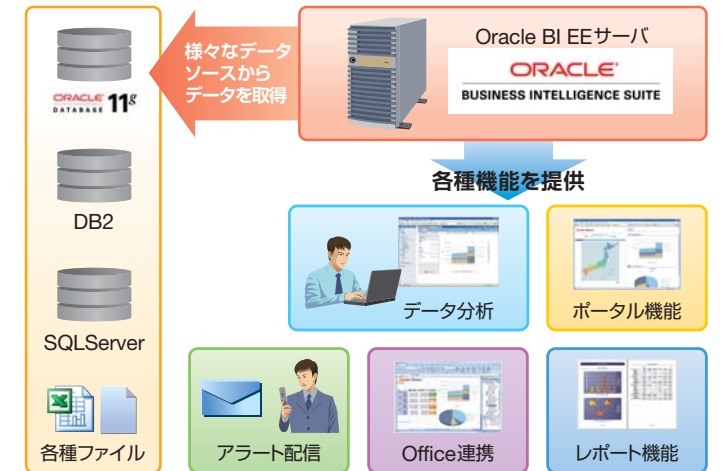 ORACLE
DATABASE 11g
DB2
SQLServer
各種ファイル
様々なデータ
ソースから
データを取得
Oracle BI EEサーバ
ORACLE
BUSINESS INTELLIGENCE SUITE
各種機能を提供
データ分析
ポータル機能
アラート配信
Office連携
レポート機能